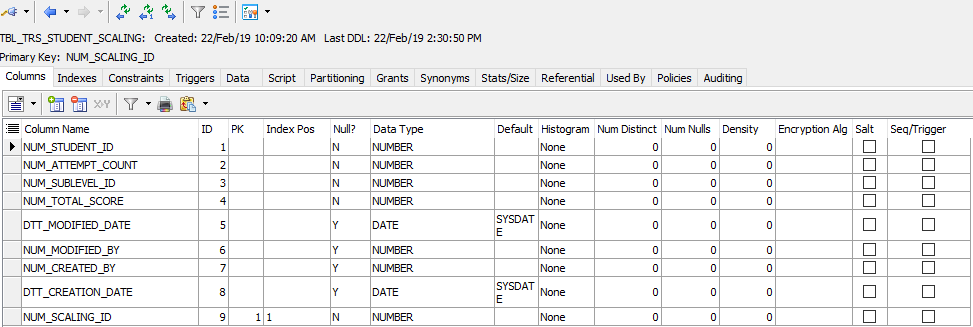 TBL_TRS_STUDENT_SCALING: Created: 22/Feb/19 10:09:20 AM Last DDL: 22/Feb/19 2:30:50 PM
Primary Key: NUM_SCALING_ID
Columns Indexes Constraints Triggers Data Script Partitioning Grants Synonyms Stats/Size Referential Used By Policies Auditing
Column Name ID PK Index Pos Null? Data Type Default Histogram Num Distinct Num Nulls Density Encryption Alg Salt Seq/Trigger
NUM_STUDENT_ID 1 N NUMBER None 0 0 0
NUM_ATTEMPT_COUNT 2 N NUMBER None 0 0 0
NUM_SUBLEVEL_ID 3 N NUMBER None 0 0 0
NUM_TOTAL_SCORE 4 N NUMBER None 0 0 0
DTT_MODIFIED_DATE 5 Y DATE SYSDAT
E None 0 0 0
NUM_MODIFIED_BY 6 Y NUMBER None 0 0 0
NUM_CREATED_BY 7 Y NUMBER None 0 0 0
DTT_CREATION_DATE 8 Y DATE SYSDAT
E None 0 0 0
NUM_SCALING_ID 9 1 1 N NUMBER None 0 0 0